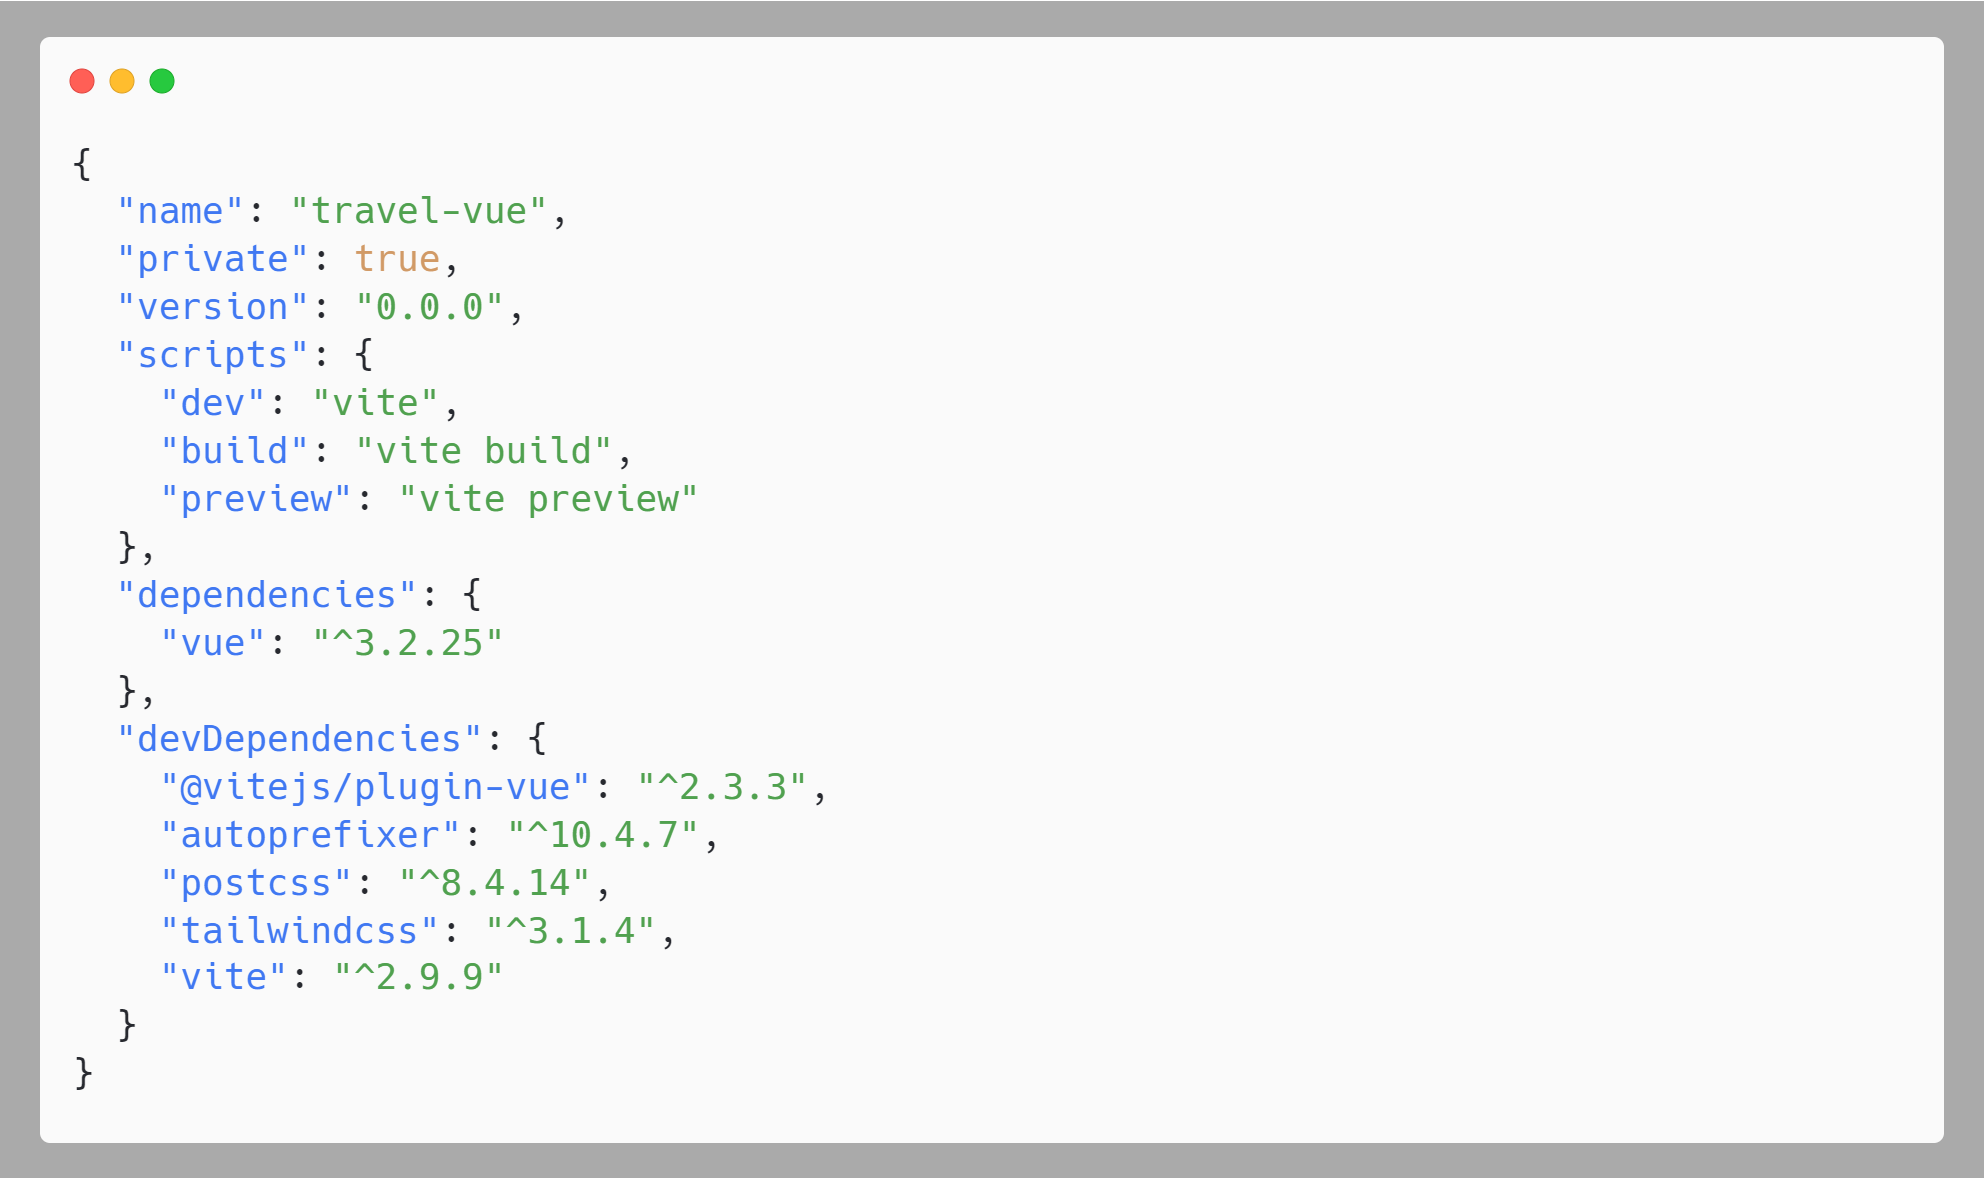 {
  "name": "travel-vue",
  "private": true,
  "version": "0.0.0",
  "scripts": {
    "dev": "vite",
    "build": "vite build",
    "preview": "vite preview"
  },
  "dependencies": {
    "vue": "^3.2.25"
  },
  "devDependencies": {
    "@vitejs/plugin-vue": "^2.3.3",
    "autoprefixer": "^10.4.7",
    "postcss": "^8.4.14",
    "tailwindcss": "^3.1.4",
    "vite": "^2.9.9"
  }
}